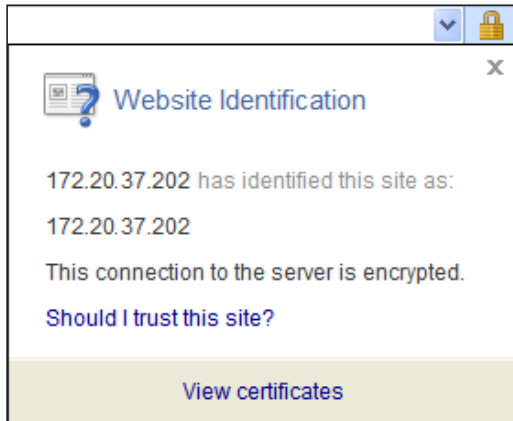 Website Identification
172.20.37.202 has identified this site as:
172.20.37.202
This connection to the server is encrypted.
Should I trust this site?
View certificates